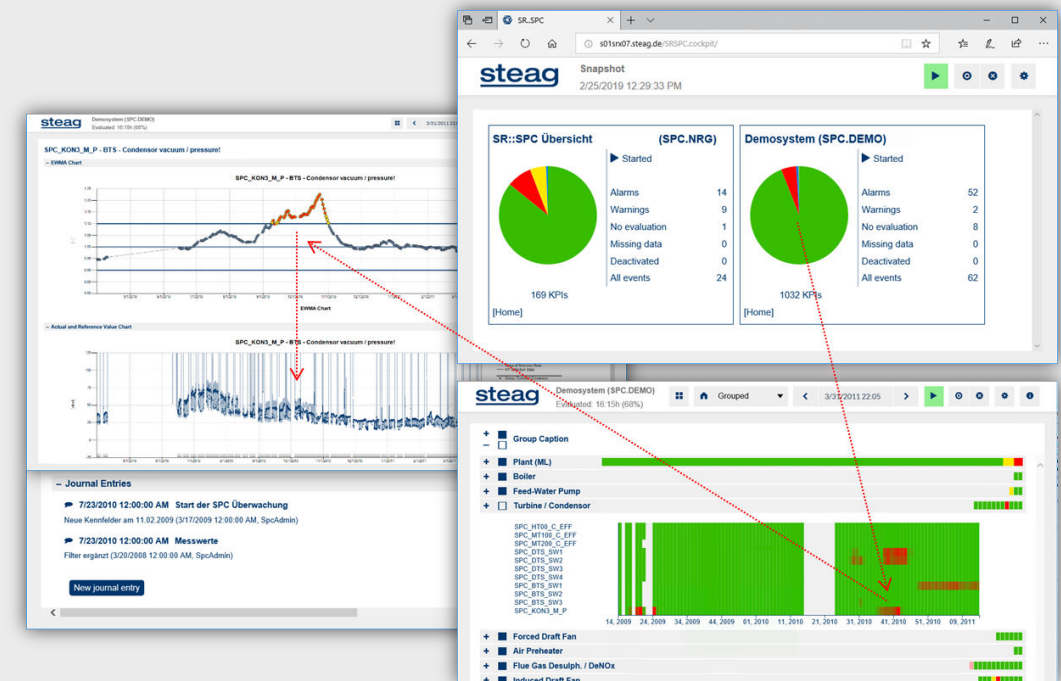 SR_SPC
s01srx07.steag.de/SRSPC.cockpit/
steag
Snapshot
2/25/2019 12:29:33 PM
SR::SPC Übersicht (SPC.NRG)
Started
Alarms 14
Warnings 9
No evaluation 1
Missing data 0
Deactivated 0
All events 24
169 KPIs
[Home]
Demosystem (SPC.DEMO)
Started
Alarms 52
Warnings 2
No evaluation 8
Missing data 0
Deactivated 0
All events 62
1032 KPIs
[Home]
steag
Demosystem (SPC.DEMO)
Evaluated: 16:15h (68%)
SPC_KON3_M_P - BTS - Condensor vacuum / pressure!
– EWMA Chart
SPC_KON3_M_P - BTS - Condensor vacuum / pressure!
EWMA Chart
– Actual and Reference Value Chart
SPC_KON3_M_P - BTS - Condensor vacuum / pressure!
– Journal Entries
7/23/2010 12:00:00 AM Start der SPC Überwachung
Neue Kennfelder am 11.02.2009 (3/17/2009 12:00:00 AM, SpcAdmin)
7/23/2010 12:00:00 AM Messwerte
Filter ergänzt (3/20/2008 12:00:00 AM, SpcAdmin)
New journal entry
steag
Demosystem (SPC.DEMO)
Evaluated: 16:15h (68%)
Grouped
3/31/2011 22:05
Group Caption
Plant (ML)
Boiler
Feed-Water Pump
Turbine / Condensor
SPC_HT00_C_EFF
SPC_MT100_C_EFF
SPC_MT200_C_EFF
SPC_DTS_SW1
SPC_DTS_SW2
SPC_DTS_SW3
SPC_DTS_SW4
SPC_BTS_SW1
SPC_BTS_SW2
SPC_BTS_SW3
SPC_KON3_M_P
14, 2009 24, 2009 34, 2009 44, 2009 01, 2010 11, 2010 21, 2010 31, 2010 41, 2010 51, 2010 09, 2011
Forced Draft Fan
Air Preheater
Flue Gas Desulph. / DeNOx
Induced Draft Fan